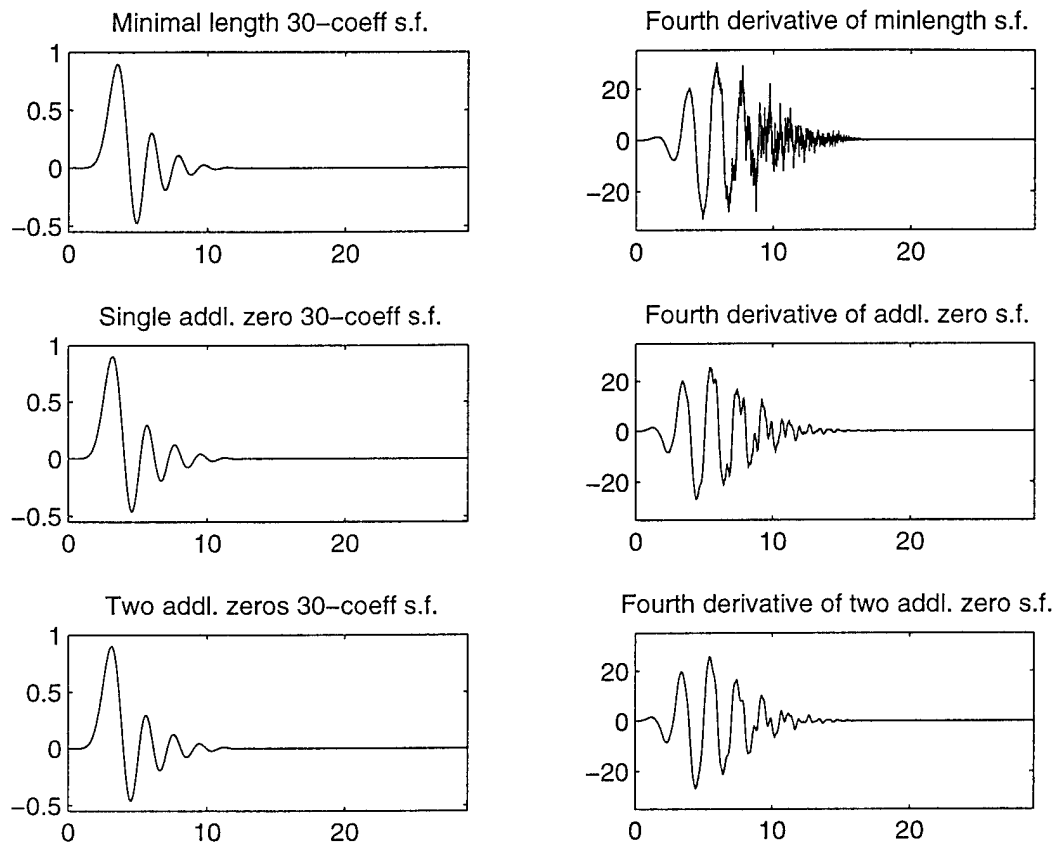 Minimal length 30−coeff s.f.
1
0.5
0
−0.5
0 10 20
Fourth derivative of minlength s.f.
20
0
−20
0 10 20
Single addl. zero 30−coeff s.f.
1
0.5
0
−0.5
0 10 20
Fourth derivative of addl. zero s.f.
20
0
−20
0 10 20
Two addl. zeros 30−coeff s.f.
1
0.5
0
−0.5
0 10 20
Fourth derivative of two addl. zero s.f.
20
0
−20
0 10 20